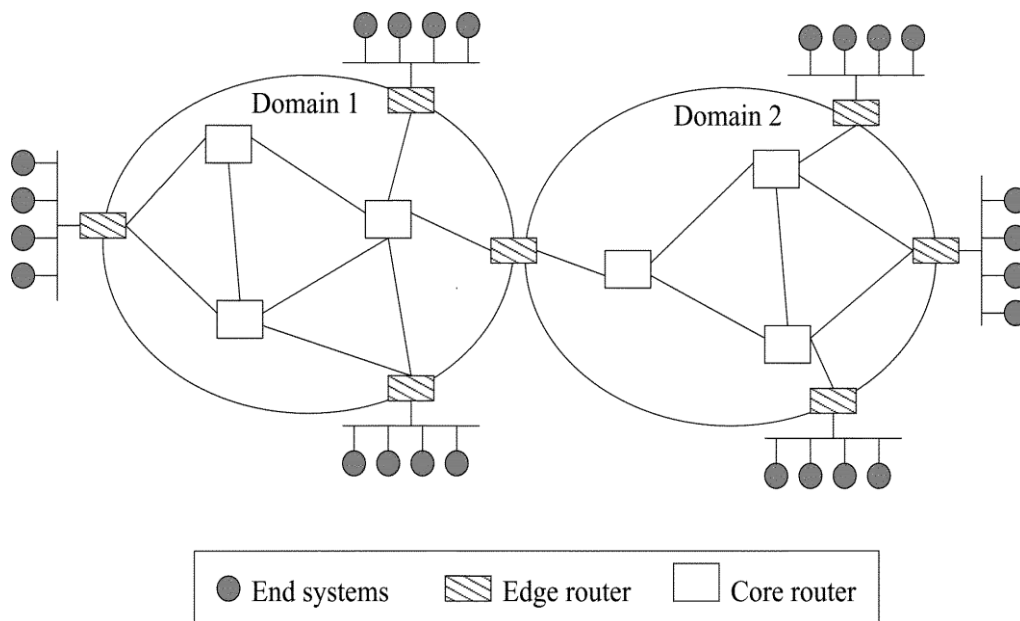 Domain 1
Domain 2
End systems
Edge router
Core router